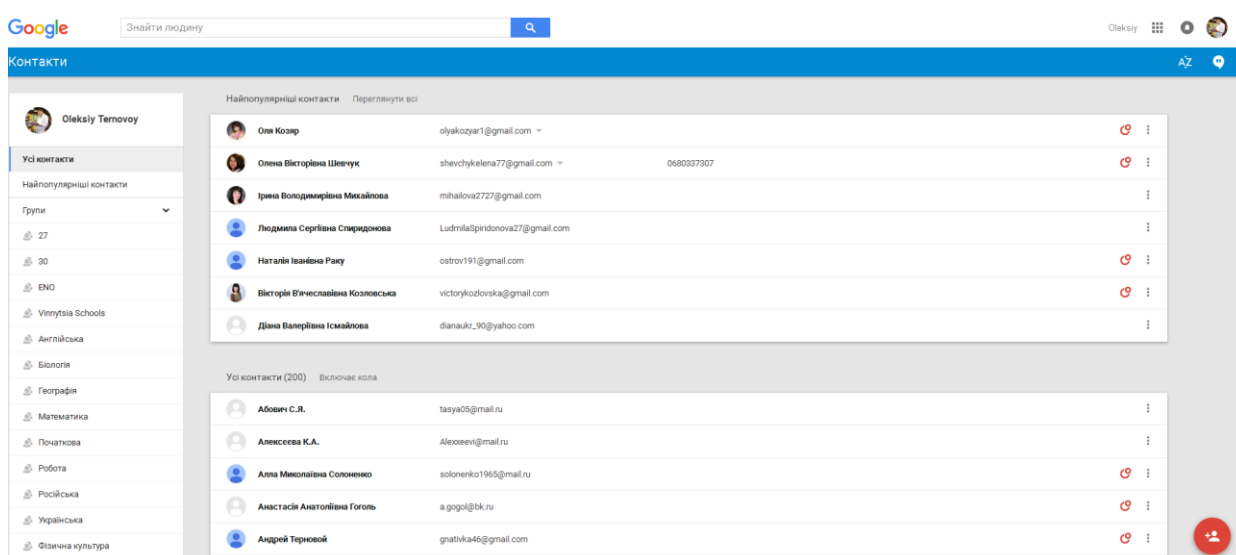 Google
Знайти людину
Oleksiy
Контакти
AZ
Oleksiy Ternovoy
Усі контакти
Найпопулярніші контакти
Групи
27
30
ENO
Vinnytsia Schools
Англійська
Біологія
Географія
Математика
Початкова
Робота
Російська
Українська
Фізична культура
Найпопулярніші контакти Переглянути всі
Оля Козяр olyakozyar1@gmail.com
Олена Вікторівна Шевчук shevchykelena77@gmail.com 0680337307
Ірина Володимирівна Михайлова mihailova2727@gmail.com
Людмила Сергіївна Спиридонова LudmilaSpiridonova27@gmail.com
Наталія Іванівна Раку ostrov191@gmail.com
Вікторія В'ячеславівна Козловська victorykozlovska@gmail.com
Діана Валеріївна Ісмайлова dianaukr_90@yahoo.com
Усі контакти (200) Включає кола
Абович С.Я. tasya05@mail.ru
Алексєєва К.А. Alexxeevi@mail.ru
Алла Миколаївна Солоненко solonenko1965@mail.ru
Анастасія Анатоліївна Гоголь a.gogol@bk.ru
Андрей Терновой gnativka46@gmail.com